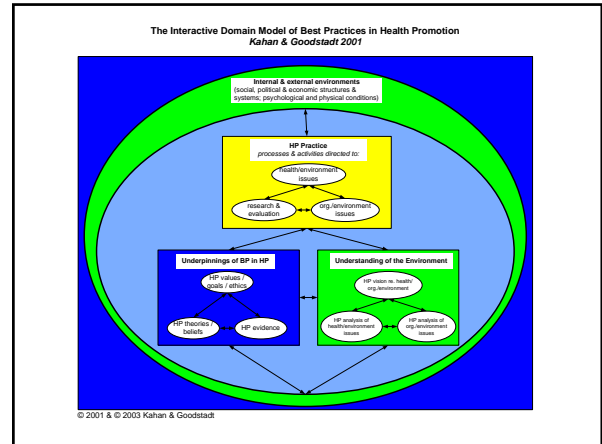 The Interactive Domain Model of Best Practices in Health Promotion
Kahan & Goodstadt 2001
Internal & external environments
(social, political & economic structures &
systems; psychological and physical conditions)
HP Practice
processes & activities directed to:
health/environment
issues
research &
evaluation
org./environment
issues
Underpinnings of BP in HP
HP values /
goals / ethics
HP theories /
beliefs
HP evidence
Understanding of the Environment
HP vision re. health/
org./environment
HP analysis of
health/environment
issues
HP analysis of
org./environment
issues
© 2001 & © 2003 Kahan & Goodstadt